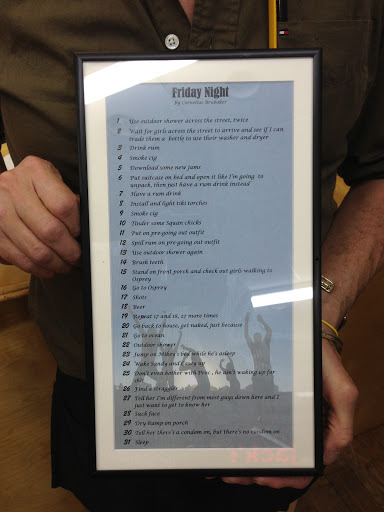 Friday Night
by Cornelius Brubaker
1 Use outdoor shower across the street, twice
2 Wait for girls across the street to arrive and see if I can
trade them a bottle to use their washer and dryer
3 Drink rum
4 Smoke cig
5 Download some new jams
6 Put suitcase on bed and open it like I'm going to
unpack, then just have a rum drink instead
7 Have a rum drink
8 Install and light tiki torches
9 Smoke cig
10 Tinder some Squan chicks
11 Put on pre-going out outfit
12 Spill rum on pre-going out outfit
13 Use outdoor shower again
14 Brush teeth
15 Stand on front porch and check out girls walking to
Osprey
16 Go to Osprey
17 Shots
18 Beer
19 Repeat 17 and 18, 27 more times
20 Go back to house, get naked, just because
21 Go to ocean
22 Outdoor shower
23 Jump on Mikey's bed while he's asleep
24 Wake Sandy and
25 Don't even bother with Pete, he ain't waking up for
26 Find a straggler
27 Tell her I'm different from most guys down here and I
just want to get to know her
28 Suck face
29 Dry hump on porch
30 Tell her there's a condom on, but there's no condom on
31 Sleep